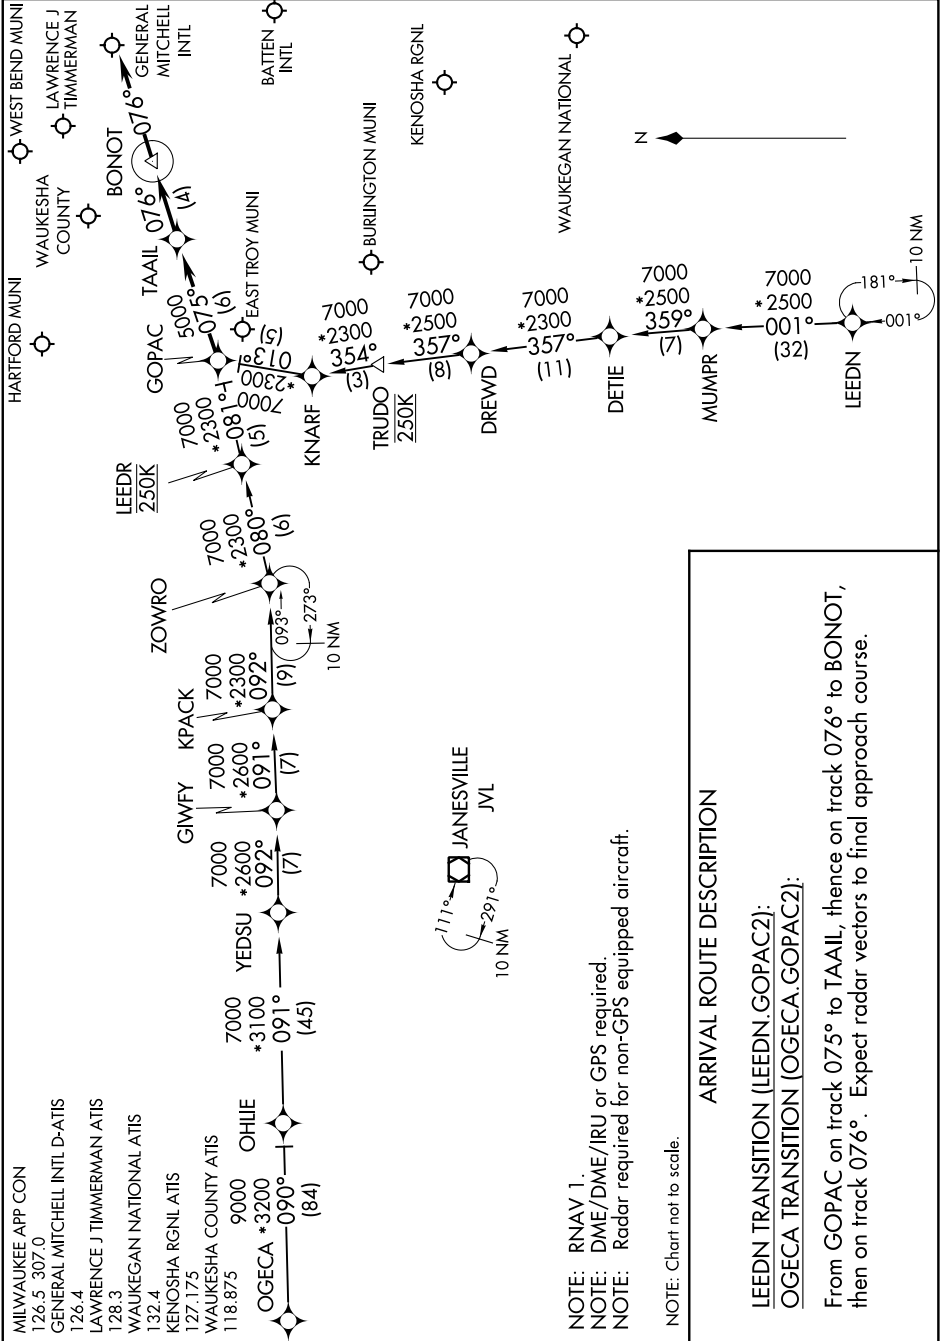 MILWAUKEE APP CON
126.5 307.0
GENERAL MITCHELL INTL D-ATIS
126.4
LAWRENCE J TIMMERMAN ATIS
128.3
WAUKEGAN NATIONAL ATIS
132.4
KENOSHA RGNL ATIS
127.175
WAUKESHA COUNTY ATIS
118.875
HARTFORD MUNI
WEST BEND MUNI
LAWRENCE J
TIMMERMAN
WAUKESHA
COUNTY
GENERAL
MITCHELL
INTL
BATTEN
INTL
EAST TROY MUNI
BURLINGTON MUNI
KENOSHA RGNL
WAUKEGAN NATIONAL
N
OGECA
9000
*3200
090°
(84)
OHLIE
7000
*3100
091°
(45)
YEDSU
7000
*2600
092°
(7)
GIWFY
7000
*2600
091°
(7)
KPACK
7000
*2300
092°
(9)
ZOWRO
093°
273°
10 NM
7000
*2300
080°
(6)
LEEDR
250K
7000
*2300
081°
(5)
GOPAC
5000
075°
(6)
TAAIL
076°
(4)
BONOT
076°
7000
*2300
013°
(5)
KNARF
7000
*2300
354°
(3)
TRUDO
250K
7000
*2500
357°
(8)
DREWD
7000
*2300
357°
(11)
DETIE
7000
*2500
359°
(7)
MUMPR
7000
*2500
001°
(32)
LEEDN
181°
001°
10 NM
JANESVILLE
JVL
111°
291°
10 NM
NOTE: RNAV 1.
NOTE: DME/DME/IRU or GPS required.
NOTE: Radar required for non-GPS equipped aircraft.
NOTE: Chart not to scale.
ARRIVAL ROUTE DESCRIPTION
LEEDN TRANSITION (LEEDN.GOPAC2):
OGECA TRANSITION (OGECA.GOPAC2):
From GOPAC on track 075° to TAAIL, thence on track 076° to BONOT,
then on track 076°. Expect radar vectors to final approach course.